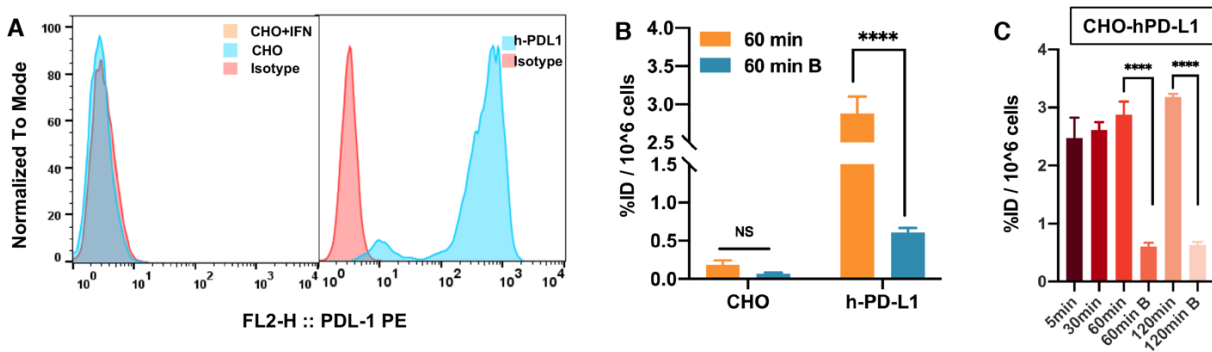 A
Normalized To Mode
100
80
60
40
20
0
CHO+IFN
CHO
Isotype
10^0 10^1 10^2 10^3 10^4
h-PDL1
Isotype
10^0 10^1 10^2 10^3 10^4
FL2-H :: PDL-1 PE
B
%ID / 10^6 cells
4.0
3.5
3.0
2.5
1.5
1.0
0.5
0.0
60 min
60 min B
****
NS
CHO
h-PD-L1
C
CHO-hPD-L1
%ID / 10^6 cells
4
3
2
1
0
**** ****
5min
30min
60min
60min B
120min
120min B